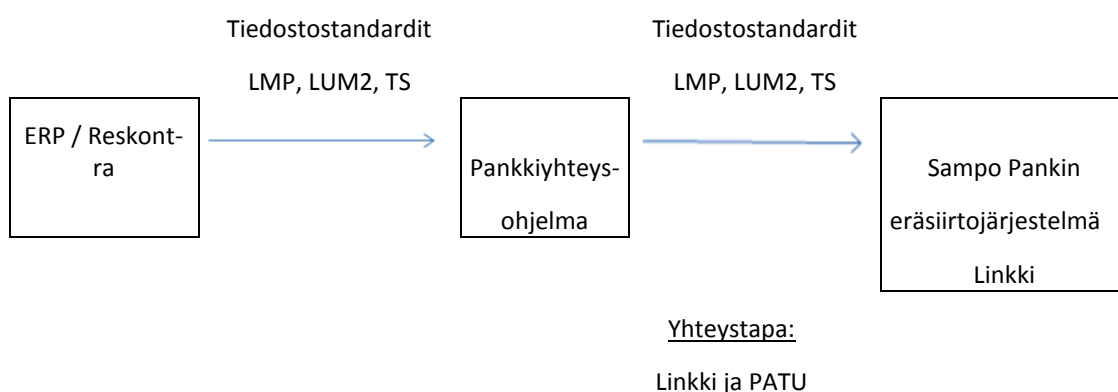 Tiedostostandardit
LMP, LUM2, TS
Tiedostostandardit
LMP, LUM2, TS
ERP / Reskont-
ra
Pankkiyhteys-
ohjelma
Sampo Pankin
eräsiirtojärjestelmä
Linkki
Yhteystapa:
Linkki ja PATU